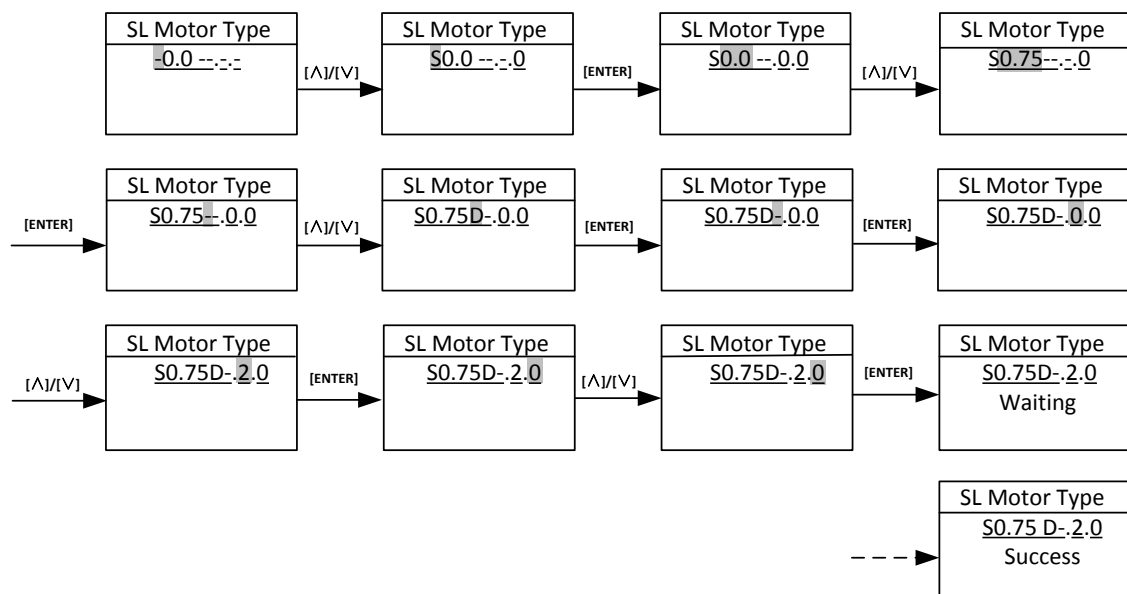 SL Motor Type
-0.0 --.-.-
[Λ]/[V]
SL Motor Type
S0.0 --.-.0
[ENTER]
SL Motor Type
S0.0 --.0.0
[Λ]/[V]
SL Motor Type
S0.75--.-.0
[ENTER]
SL Motor Type
S0.75--.0.0
[Λ]/[V]
SL Motor Type
S0.75D-.0.0
[ENTER]
SL Motor Type
S0.75D-.0.0
[ENTER]
SL Motor Type
S0.75D-.0.0
[Λ]/[V]
SL Motor Type
S0.75D-.2.0
[ENTER]
SL Motor Type
S0.75D-.2.0
[Λ]/[V]
SL Motor Type
S0.75D-.2.0
[ENTER]
SL Motor Type
S0.75D-.2.0
Waiting
SL Motor Type
S0.75 D-.2.0
Success